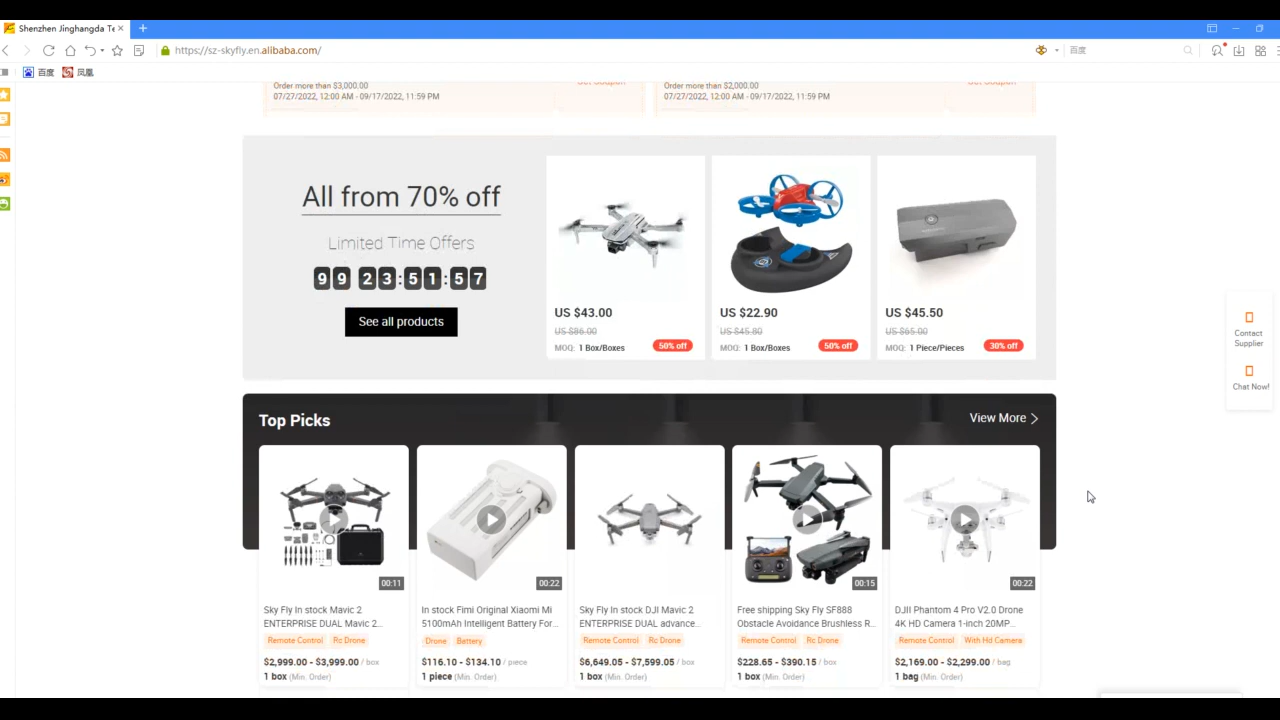 Shenzhen Jinghangda Te
https://sz-skyfly.en.alibaba.com/
百度
百度
凤凰
Order more than $3,000.00
07/27/2022, 12:00 AM - 09/17/2022, 11:59 PM
Order more than $2,000.00
07/27/2022, 12:00 AM - 09/17/2022, 11:59 PM
All from 70% off
Limited Time Offers
99 23:51:57
See all products
US $43.00
US $86.00
MOQ: 1 Box/Boxes
50% off
US $22.90
US $45.80
MOQ: 1 Box/Boxes
50% off
US $45.50
US $65.00
MOQ: 1 Piece/Pieces
30% off
Contact
Supplier
Chat Now!
Top Picks
View More
00:11
00:22
00:15
00:22
Sky Fly In stock Mavic 2
ENTERPRISE DUAL Mavic 2...
Remote Control Rc Drone
$2,999.00 - $3,999.00 / box
1 box (Min. Order)
In stock Fimi Original Xiaomi Mi
5100mAh Intelligent Battery For...
Drone Battery
$116.10 - $134.10 / piece
1 piece (Min. Order)
Sky Fly In stock DJI Mavic 2
ENTERPRISE DUAL advance...
Remote Control Rc Drone
$6,649.05 - $7,599.05 / box
1 box (Min. Order)
Free shipping Sky Fly SF888
Obstacle Avoidance Brushless R...
Remote Control Rc Drone
$228.65 - $390.15 / box
1 box (Min. Order)
DJII Phantom 4 Pro V2.0 Drone
4K HD Camera 1-inch 20MP...
Remote Control With Hd Camera
$2,169.00 - $2,299.00 / bag
1 bag (Min. Order)